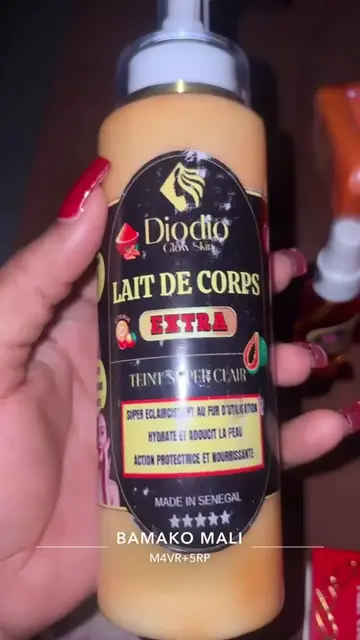 Diodio
Glow Skin
LAIT DE CORPS
EXTRA
TEINT SUPER CLAIR
SUPER ECLAIRCISSANT AU FUR D'UTILISATION
HYDRATE ET ADOUCIT LA PEAU
ACTION PROTECTRICE ET NOURRISSANTE
MADE IN SENEGAL
BAMAKO MALI
M4VR+5RP